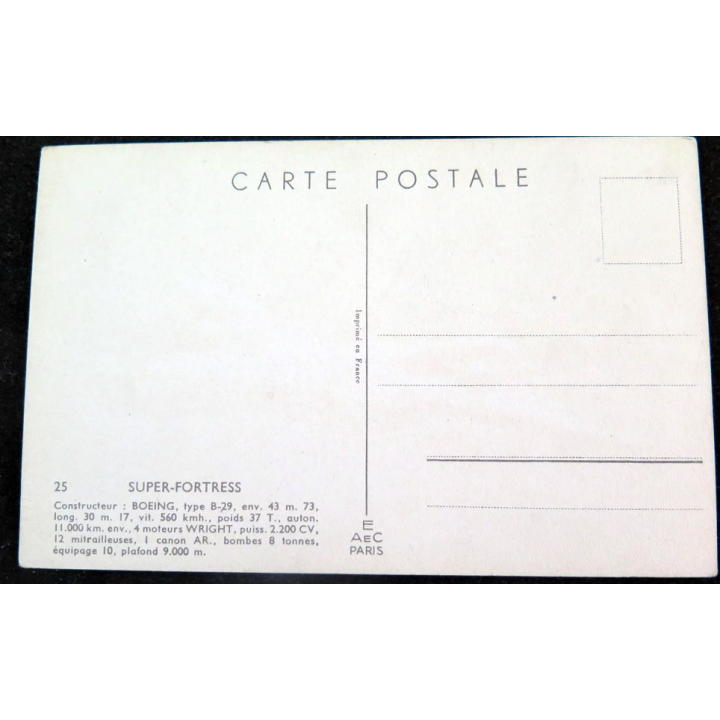 CARTE POSTALE
Imprimé en France
25 SUPER-FORTRESS
Constructeur : BOEING, type B-29, env. 43 m. 73,
long. 30 m. 17, vit. 560 kmh., poids 37 T., auton.
11.000 km. env., 4 moteurs WRIGHT, puiss. 2.200 CV,
12 mitrailleuses, 1 canon AR., bombes 8 tonnes,
équipage 10, plafond 9.000 m.
E
AEC
PARIS